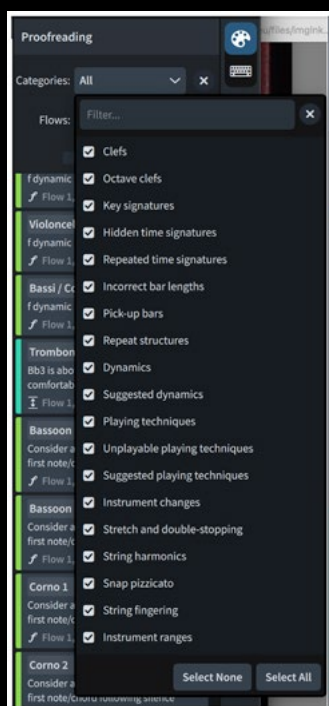 Proofreading
u/files/imgink.
Categories: All
Flows:
Filter...
Clefs
Octave clefs
Key signatures
Hidden time signatures
Repeated time signatures
Incorrect bar lengths
Pick-up bars
Repeat structures
Dynamics
Suggested dynamics
Playing techniques
Unplayable playing techniques
Suggested playing techniques
Instrument changes
Stretch and double-stopping
String harmonics
Snap pizzicato
String fingering
Instrument ranges
Select None Select All
f dynamic
f Flow 1,
Violoncel
f dynamic
f Flow 1,
Bassi / Co
f dynamic
f Flow 1,
Trombon
Bb3 is abo
comfortab
Flow 1,
Bassoon
Consider a
first note/c
f Flow 1,
Bassoon
Consider a
first note/c
f Flow 1,
Corno 1
Consider a
first note/c
f Flow 1,
Corno 2
Consider a
first note/chord following silence